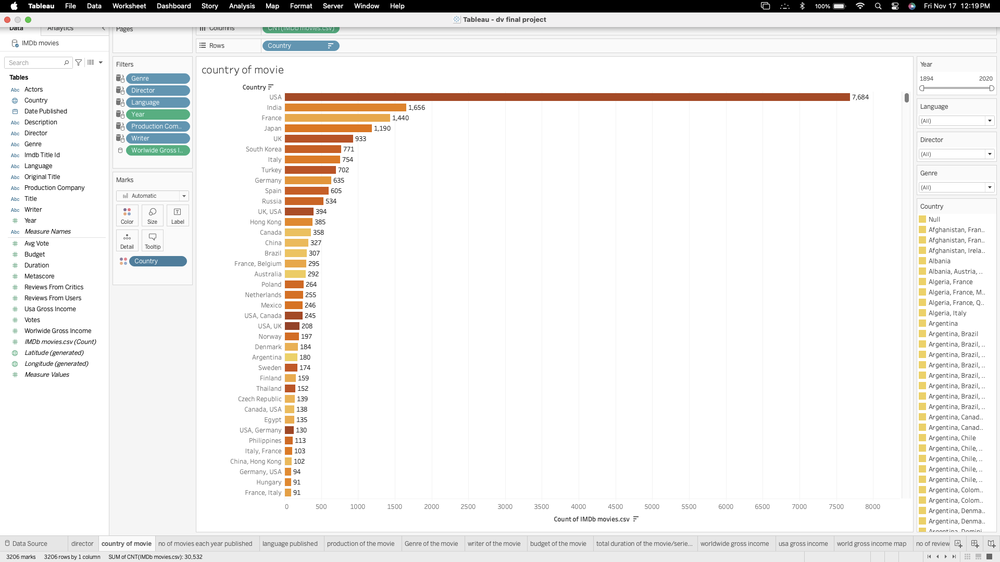 Tableau File Data Worksheet Dashboard Story Analysis Map Format Server Window Help 100% Fri Nov 17 12:19 PM
Tableau - dv final project
Data Analytics Pages Columns CNT(IMDb movies.csv)
IMDb movies
Rows Country
Search
Tables
Abc Actors
Country
Date Published
Abc Description
Abc Director
Abc Genre
Abc Imdb Title Id
Abc Language
Abc Original Title
Abc Production Company
Abc Title
Abc Writer
Year
Abc Measure Names
Avg Vote
Budget
Duration
Metascore
Reviews From Critics
Reviews From Users
Usa Gross Income
Votes
Worlwide Gross Income
IMDb movies.csv (Count)
Latitude (generated)
Longitude (generated)
Measure Values
Filters
Genre
Director
Language
Year
Production Com..
Writer
Worlwide Gross I..
Marks
Automatic
Color Size Label
Detail Tooltip
Country
country of movie
Country
USA 7,684
India 1,656
France 1,440
Japan 1,190
UK 933
South Korea 771
Italy 754
Turkey 702
Germany 635
Spain 605
Russia 534
UK, USA 394
Hong Kong 385
Canada 358
China 327
Brazil 307
France, Belgium 295
Australia 292
Poland 264
Netherlands 255
Mexico 246
USA, Canada 245
USA, UK 208
Norway 197
Denmark 184
Argentina 180
Sweden 174
Finland 159
Thailand 152
Czech Republic 139
Canada, USA 138
Egypt 135
USA, Germany 130
Philippines 113
Italy, France 103
China, Hong Kong 102
Germany, USA 94
Hungary 91
France, Italy 91
0 500 1000 1500 2000 2500 3000 3500 4000 4500 5000 5500 6000 6500 7000 7500 8000
Count of IMDb movies.csv
Year
1894 2020
Language
(All)
Director
(All)
Genre
(All)
Country
Null
Afghanistan, Fran..
Afghanistan, Fran..
Afghanistan, Irela..
Albania
Albania, Austria, ..
Algeria, France
Algeria, France, M..
Algeria, France, Q..
Algeria, Italy
Argentina
Argentina, Brazil
Argentina, Brazil, ..
Argentina, Brazil, ..
Argentina, Brazil, ..
Argentina, Brazil, ..
Argentina, Brazil, ..
Argentina, Brazil, ..
Argentina, Brazil, ..
Argentina, Canad..
Argentina, Canad..
Argentina, Chile
Argentina, Chile, ..
Argentina, Chile, ..
Argentina, Chile, ..
Argentina, Chile, ..
Argentina, Colom..
Argentina, Colom..
Argentina, Denma..
Argentina, Denma..
Argentina, Domini..
Data Source director country of movie no of movies each year published language published production of the movie Genre of the movie writer of the movie budget of the movie total duration of the movie/serie... worldwide gross income usa gross income world gross income map no of review
3206 marks 3206 rows by 1 column SUM of CNT(IMDb movies.csv): 30,532